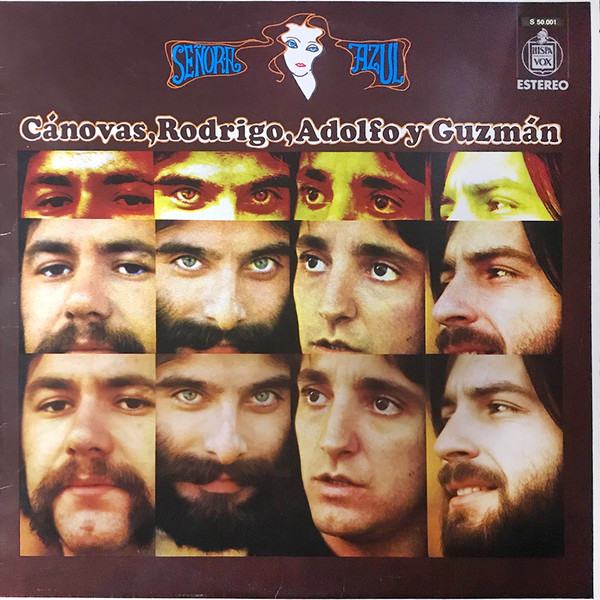 SEÑORA AZUL
S 50.001
HISPA
VOX
ESTEREO
Cánovas, Rodrigo, Adolfo y Guzmán